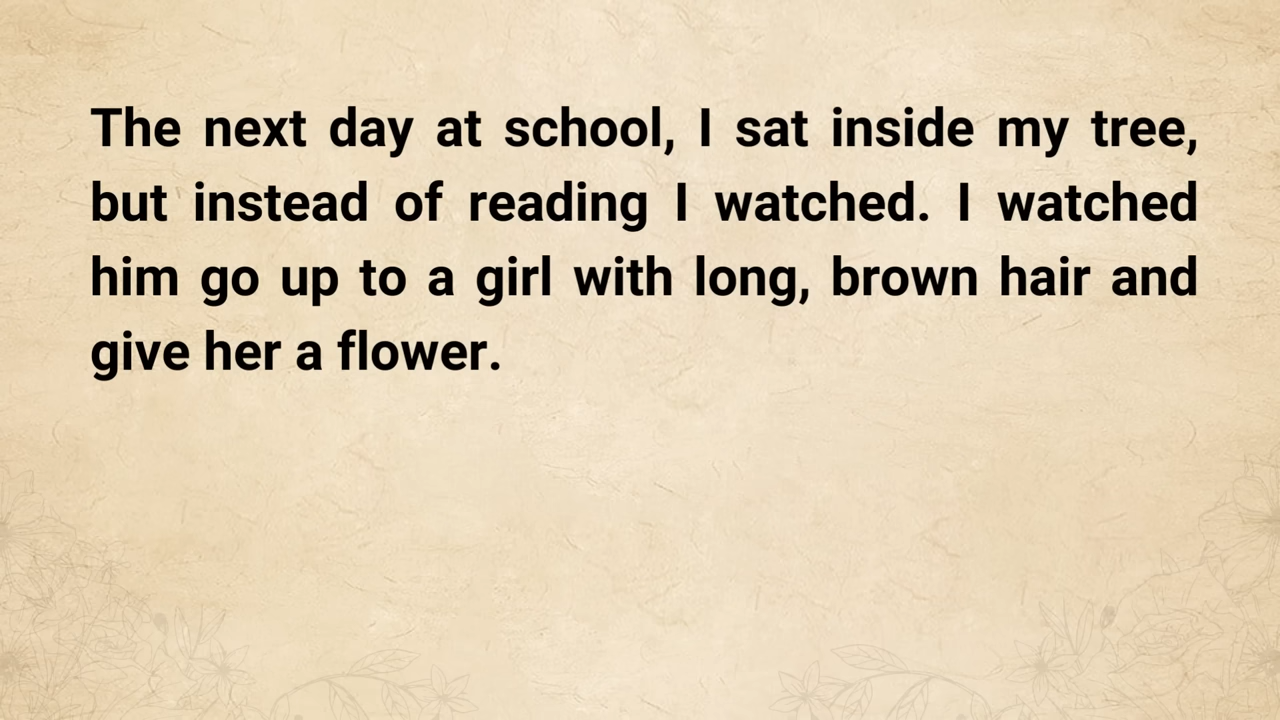 The next day at school, I sat inside my tree,
but instead of reading I watched. I watched
him go up to a girl with long, brown hair and
give her a flower.